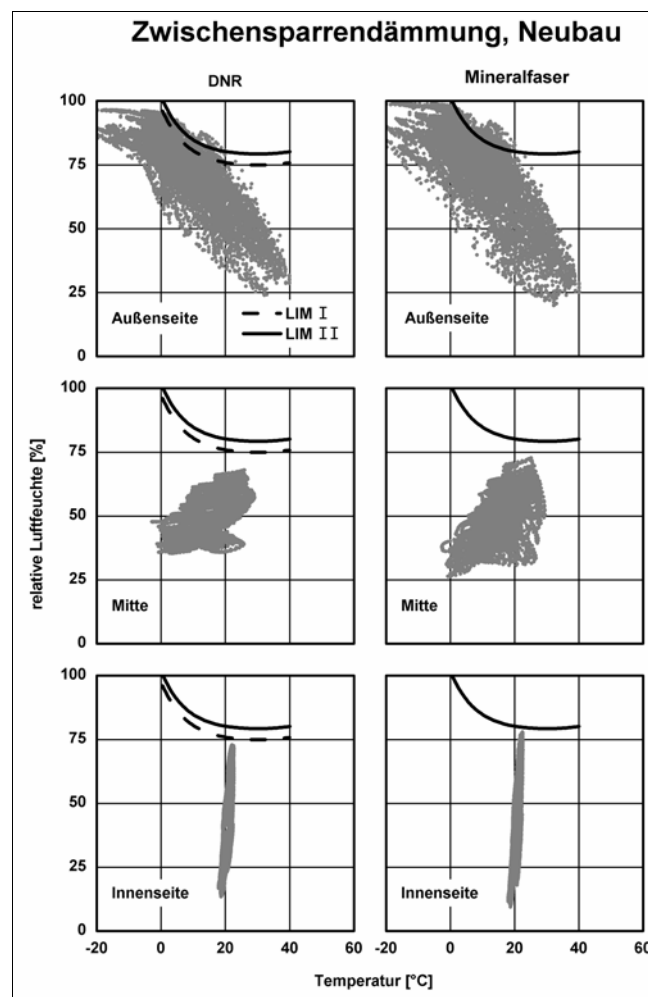 Zwischensparrendämmung, Neubau
DNR
Mineralfaser
100
75
50
25
0
Außenseite
LIM I
LIM II
Außenseite
relative Luftfeuchte [%]
100
75
50
25
0
Mitte
Mitte
100
75
50
25
0
Innenseite
Innenseite
-20 0 20 40 60 -20 0 20 40 60
Temperatur [°C]